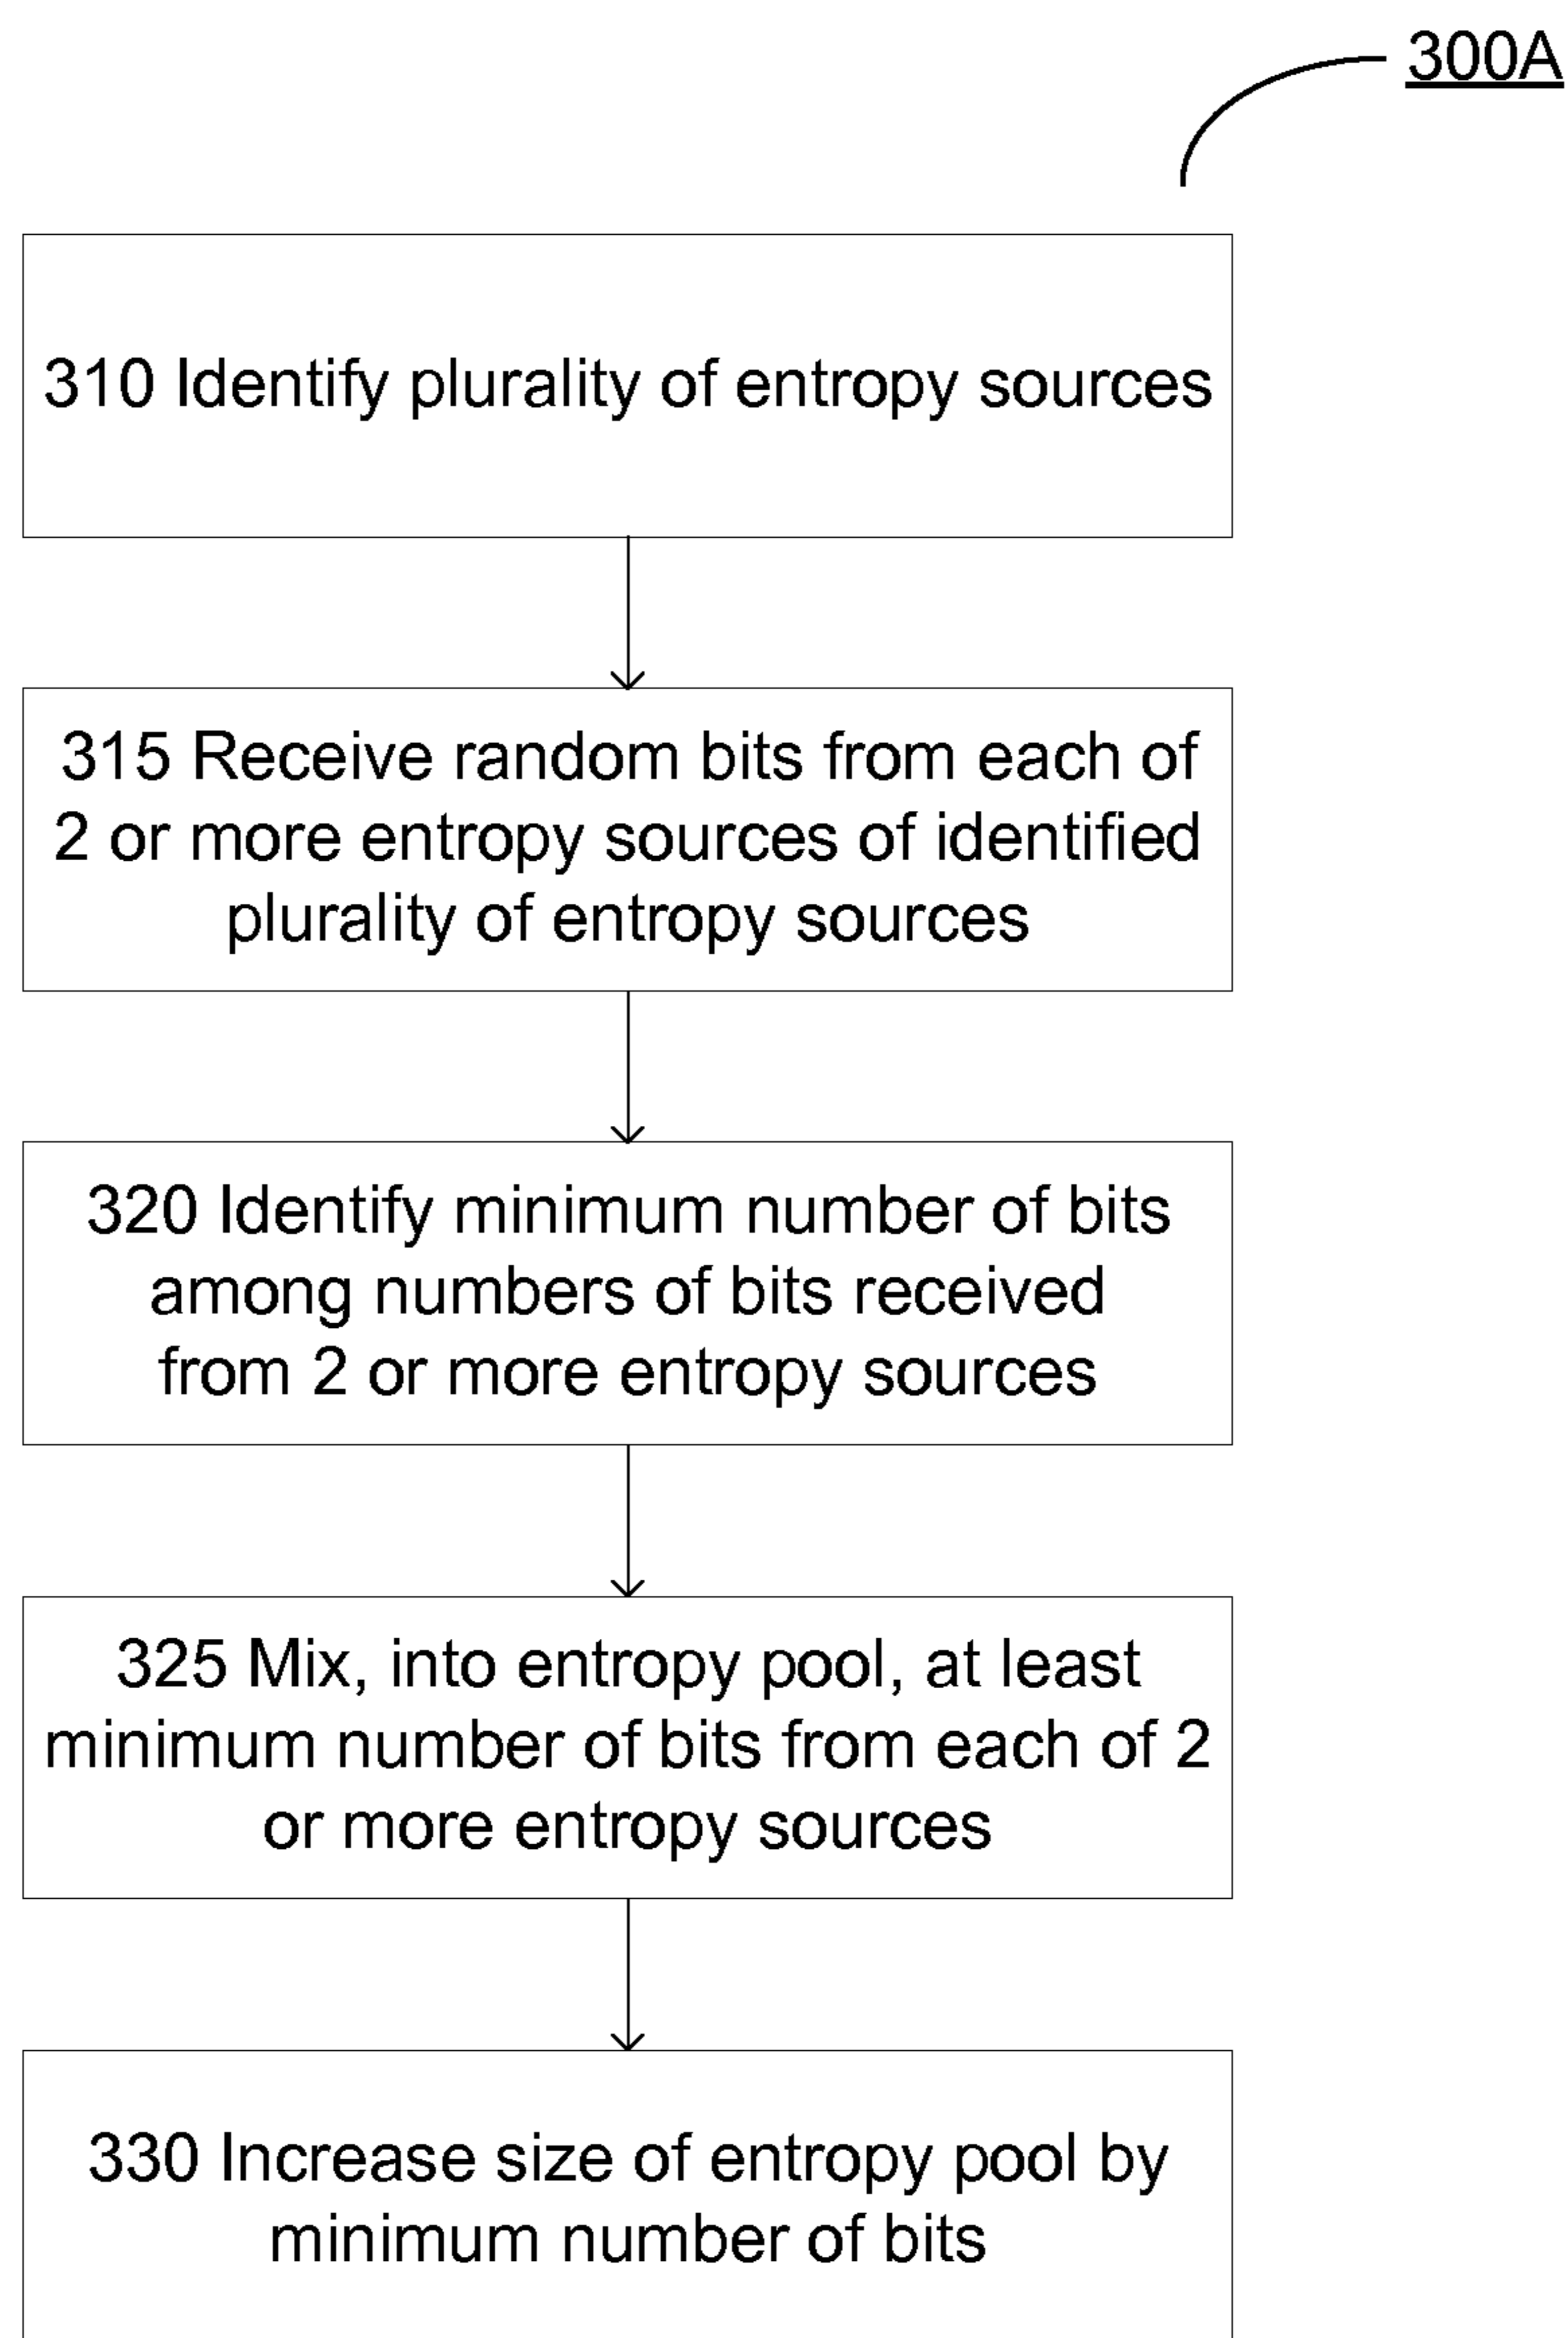 300A
310 Identify plurality of entropy sources
315 Receive random bits from each of
2 or more entropy sources of identified
plurality of entropy sources
320 Identify minimum number of bits
among numbers of bits received
from 2 or more entropy sources
325 Mix, into entropy pool, at least
minimum number of bits from each of 2
or more entropy sources
330 Increase size of entropy pool by
minimum number of bits